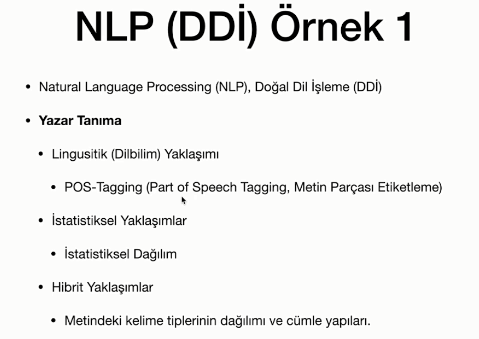 NLP (DDİ) Örnek 1
• Natural Language Processing (NLP), Doğal Dil İşleme (DDİ)
• Yazar Tanıma
• Lingusitik (Dilbilim) Yaklaşımı
• POS-Tagging (Part of Speech Tagging, Metin Parçası Etiketleme)
• İstatistiksel Yaklaşımlar
• İstatistiksel Dağılım
• Hibrit Yaklaşımlar
• Metindeki kelime tiplerinin dağılımı ve cümle yapıları.